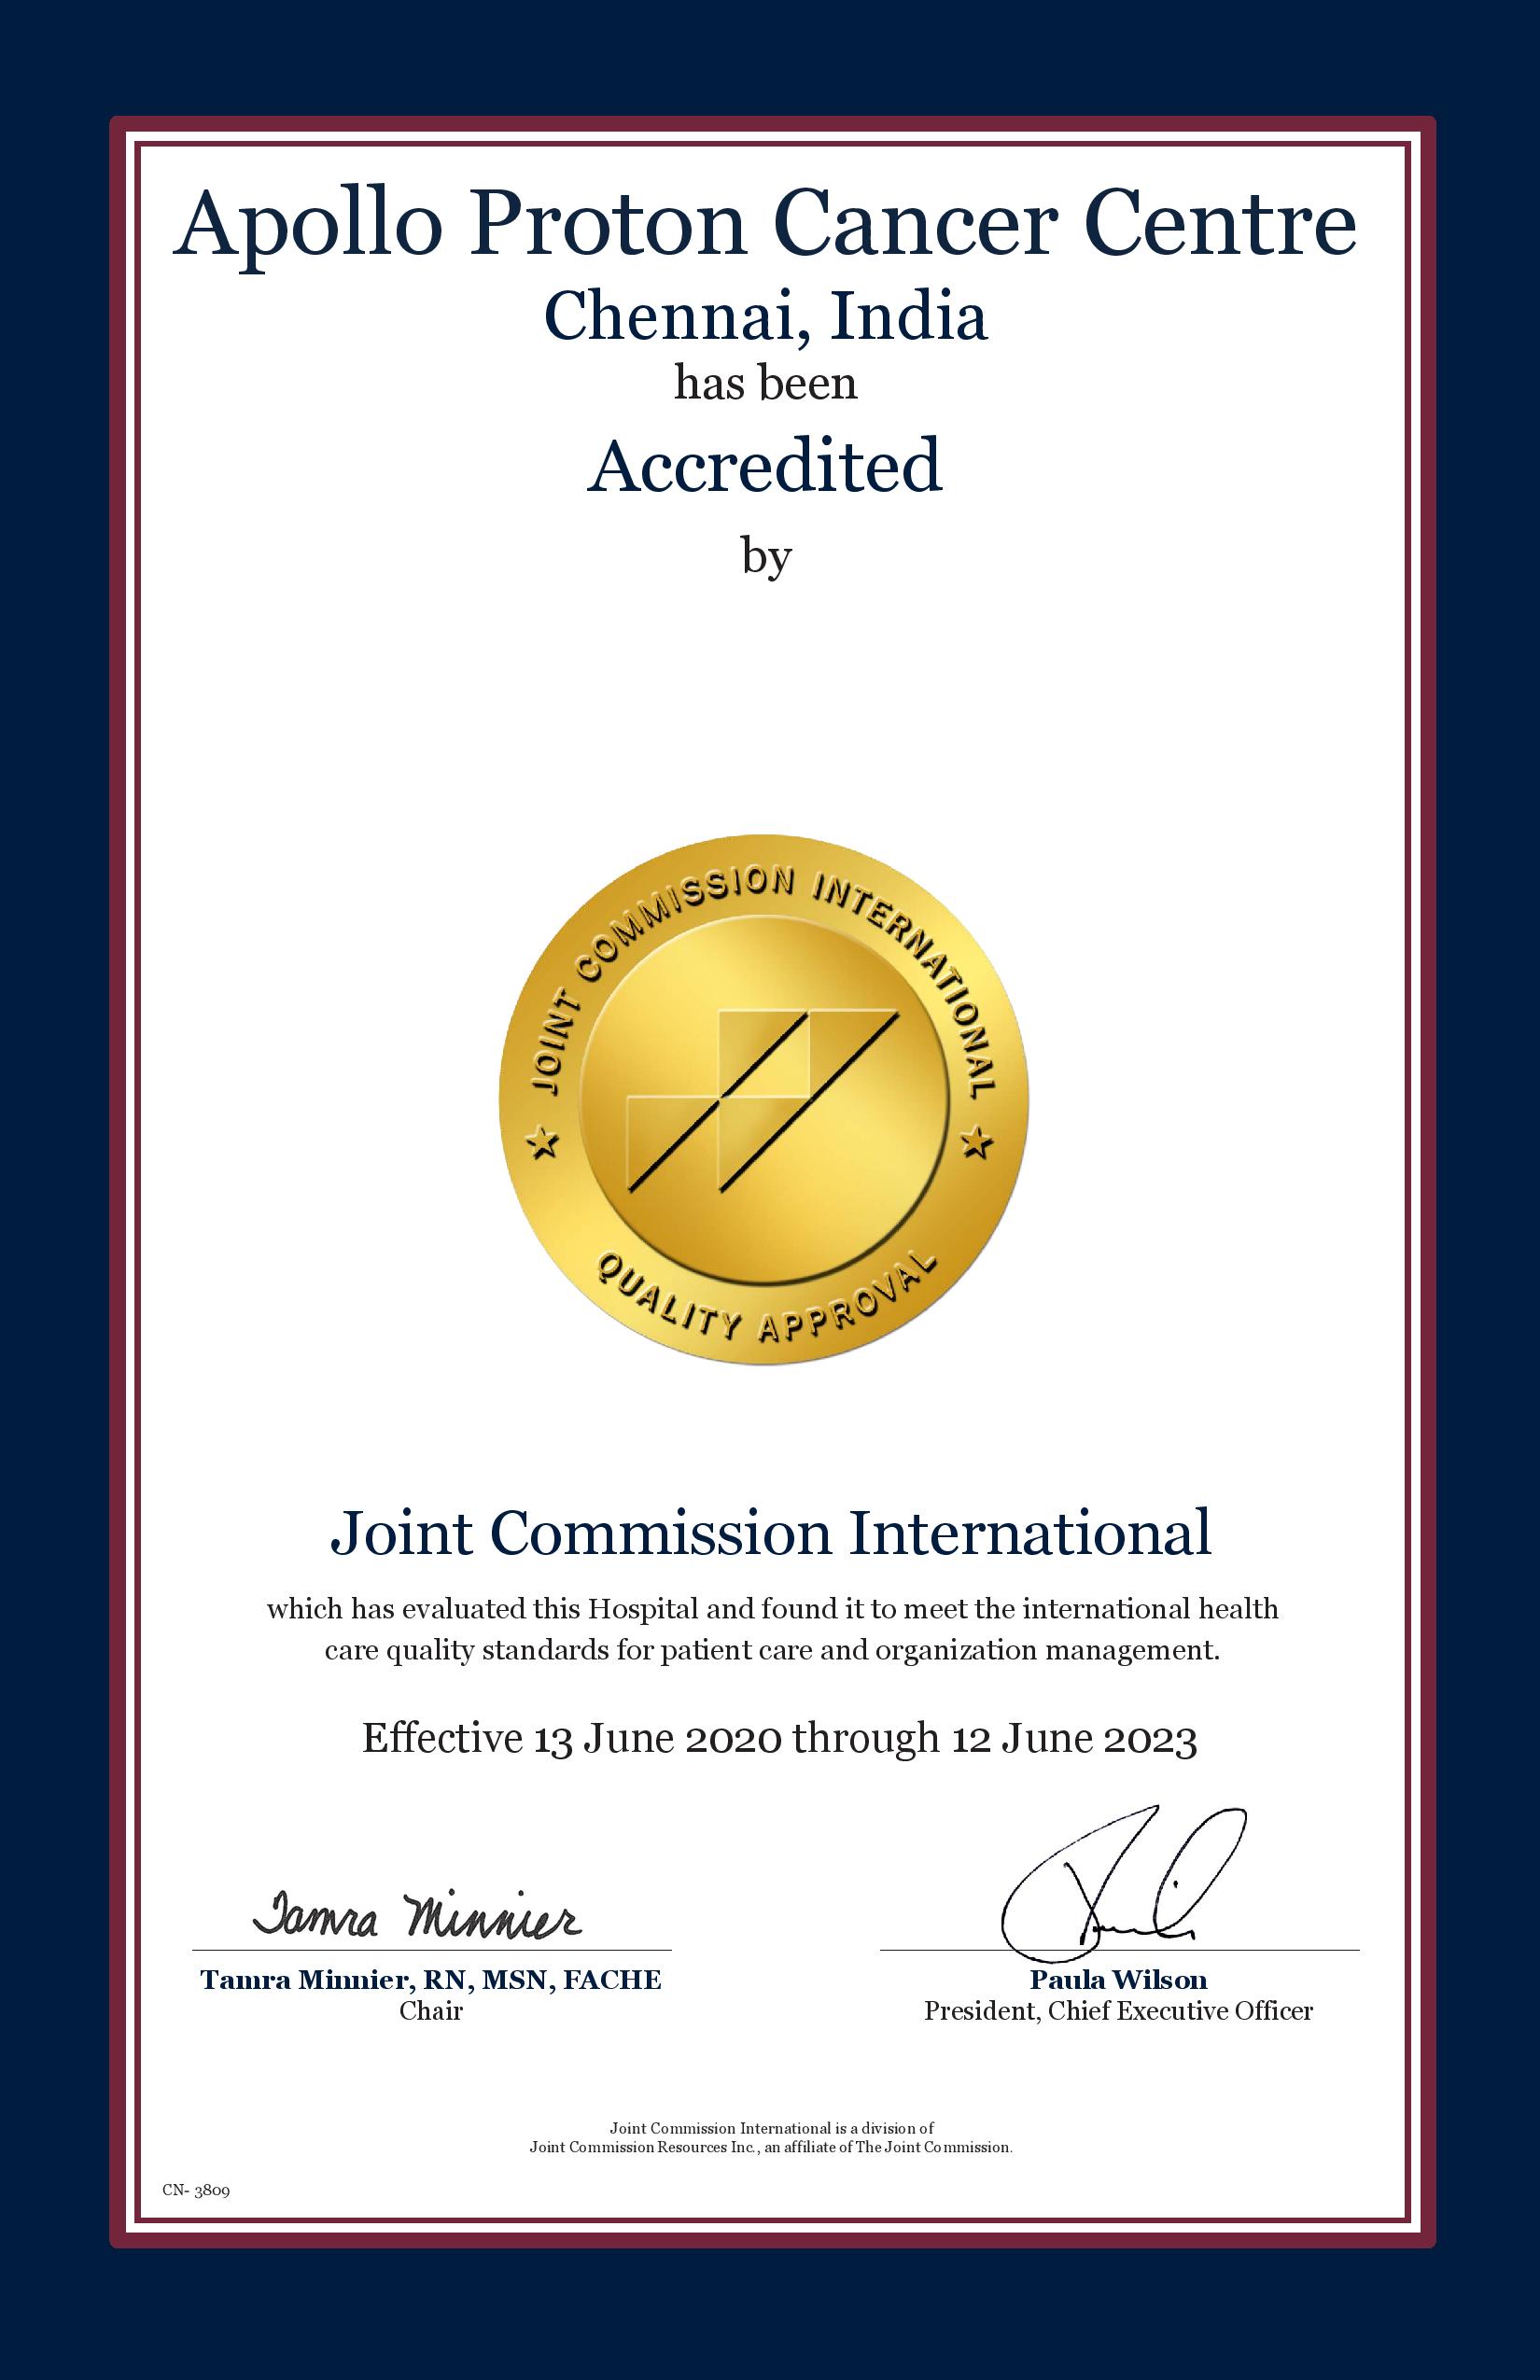 Apollo Proton Cancer Centre
Chennai, India
has been
Accredited
by
JOINT COMMISSION INTERNATIONAL
QUALITY APPROVAL
Joint Commission International
which has evaluated this Hospital and found it to meet the international health
care quality standards for patient care and organization management.
Effective 13 June 2020 through 12 June 2023
Tamra Minnier
Tamra Minnier, RN, MSN, FACHE
Chair
Paula Wilson
President, Chief Executive Officer
Joint Commission International is a division of
Joint Commission Resources Inc., an affiliate of The Joint Commission.
CN- 3809